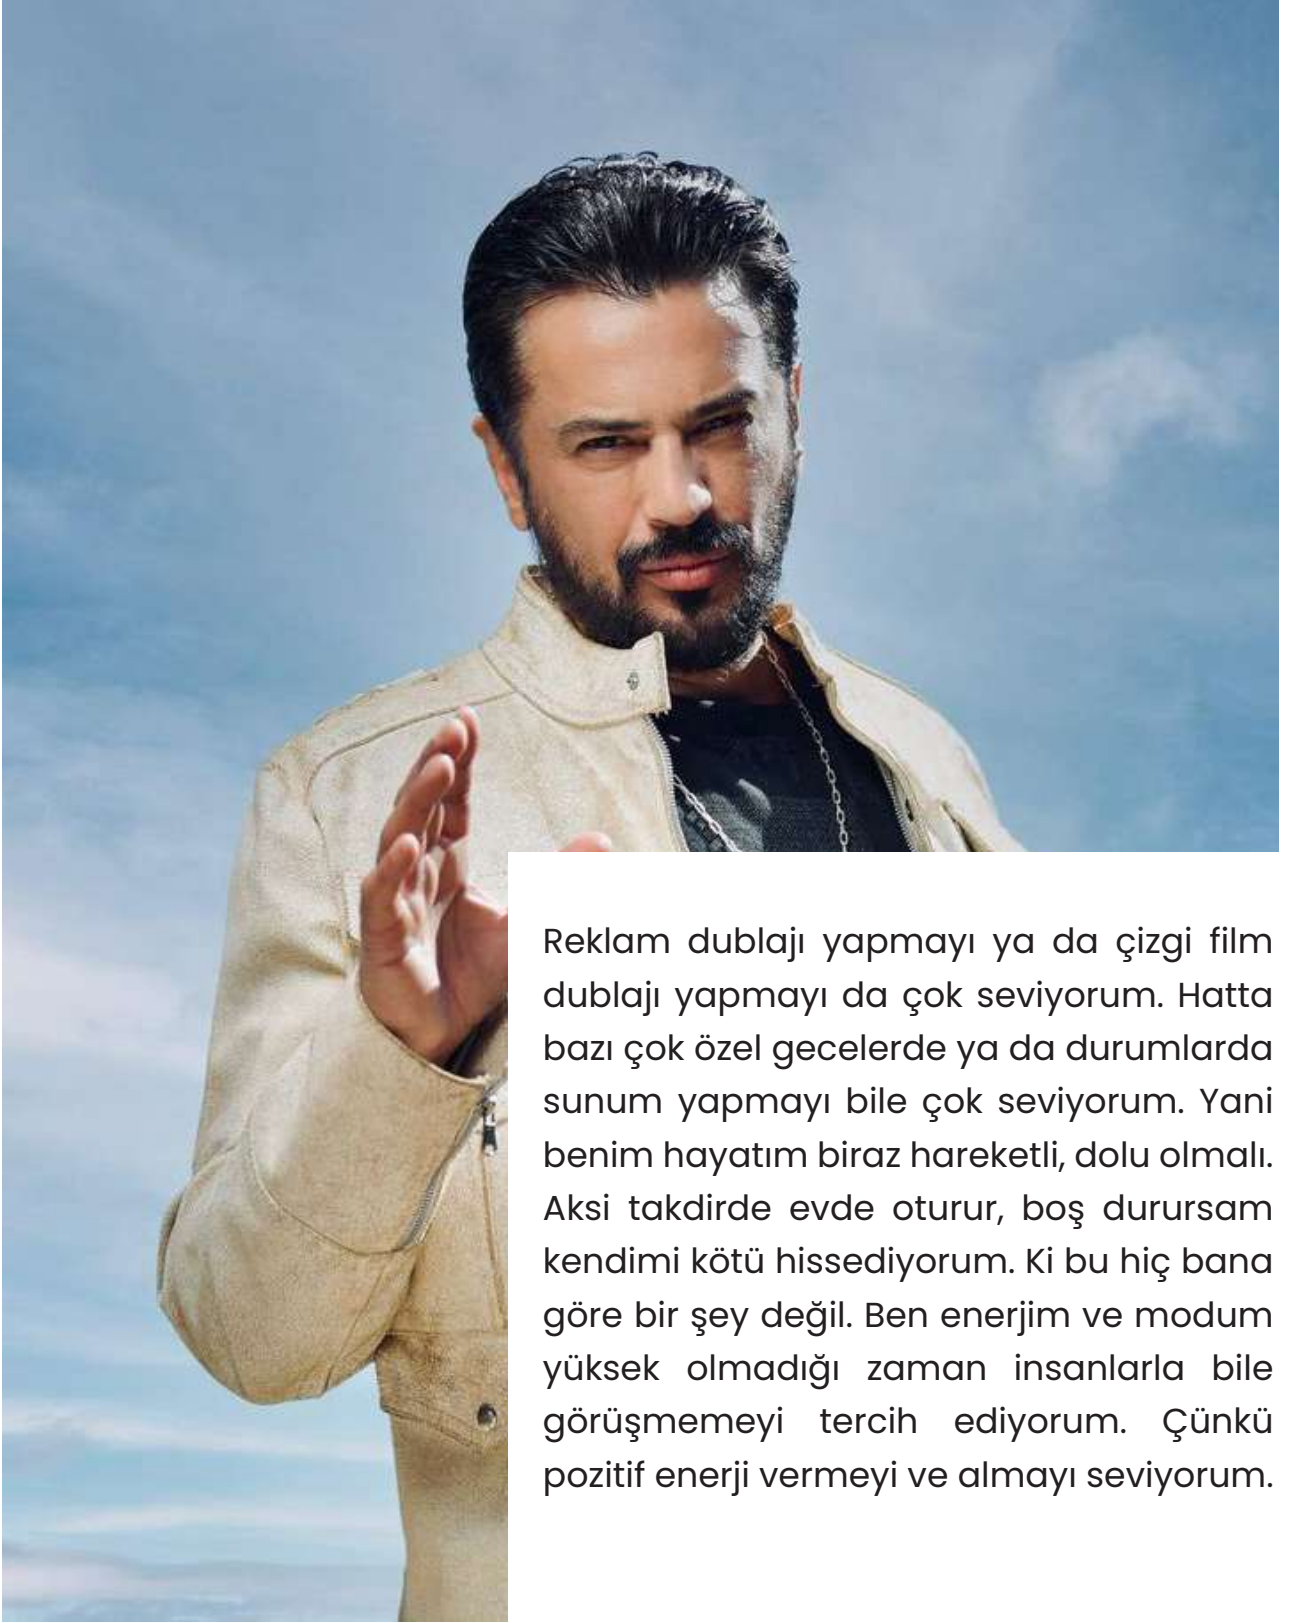 Reklam dublajı yapmayı ya da çizgi film
dublajı yapmayı da çok seviyorum. Hatta
bazı çok özel gecelerde ya da durumlarda
sunum yapmayı bile çok seviyorum. Yani
benim hayatım biraz hareketli, dolu olmalı.
Aksi takdirde evde oturur, boş durursam
kendimi kötü hissediyorum. Ki bu hiç bana
göre bir şey değil. Ben enerjim ve modum
yüksek olmadığı zaman insanlarla bile
görüşmemeyi tercih ediyorum. Çünkü
pozitif enerji vermeyi ve almayı seviyorum.